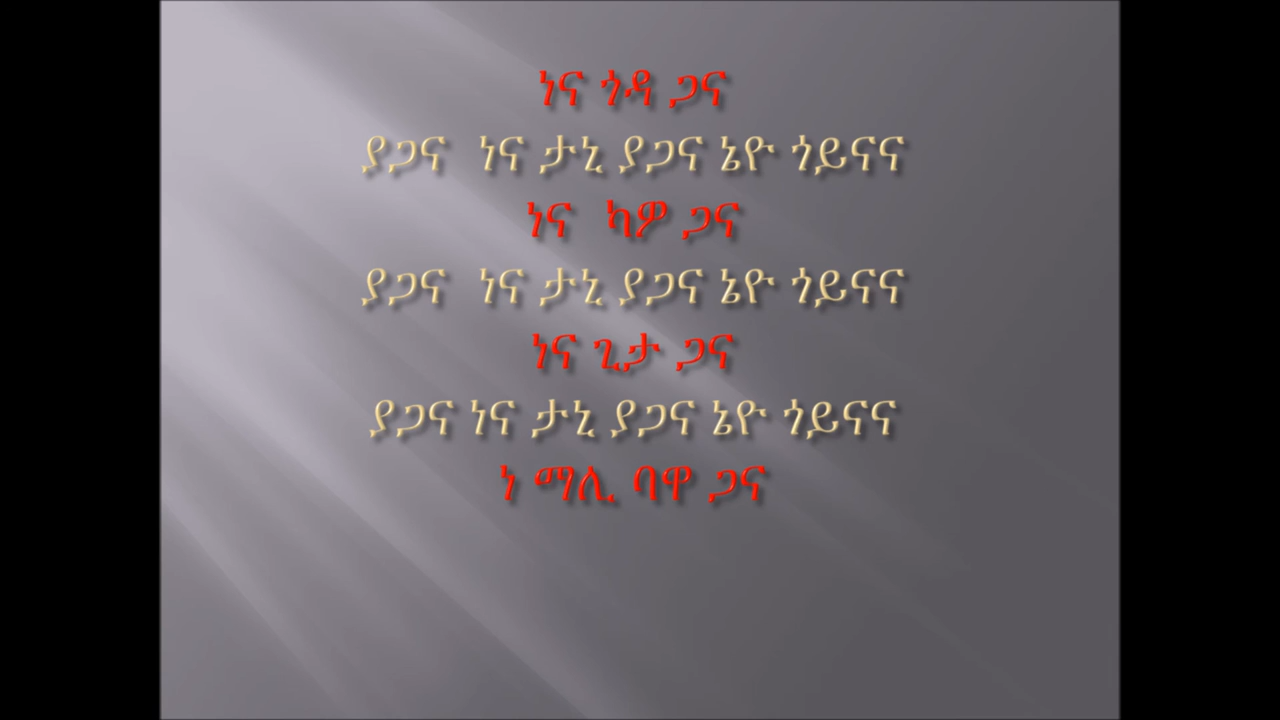 ነና ጎዳ ጋና
ያጋና ነና ታኒ ያጋና ኔዮ ጎይናና
ነና ካዎ ጋና
ያጋና ነና ታኒ ያጋና ኔዮ ጎይናና
ነና ጊታ ጋና
ያጋና ነና ታኒ ያጋና ኔዮ ጎይናና
ነ ማሊ ባዋ ጋና